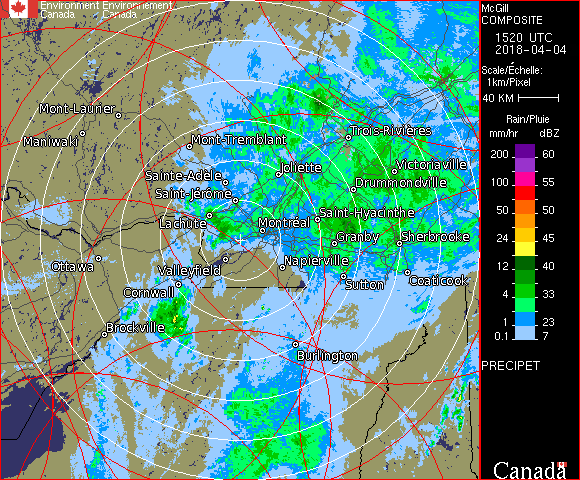 Environment Environnement
Canada Canada
McGill
COMPOSITE
1520 UTC
2018-04-04
Scale/Échelle:
1km/Pixel
40 KM
Rain/Pluie
mm/hr dBZ
200 60
100 55
50 50
24 45
12 40
4 33
1 23
0.1 7
PRECIPET
Canada
Mont-Laurier
Maniwaki
Mont-Tremblant
Trois-Rivières
Joliette
Victoriaville
Sainte-Adèle
Drummondville
Saint-Jérôme
Lachute
Saint-Hyacinthe
Montréal
Granby
Sherbrooke
Ottawa
Valleyfield
Napierville
Sutton
Coaticook
Cornwall
Brockville
Burlington